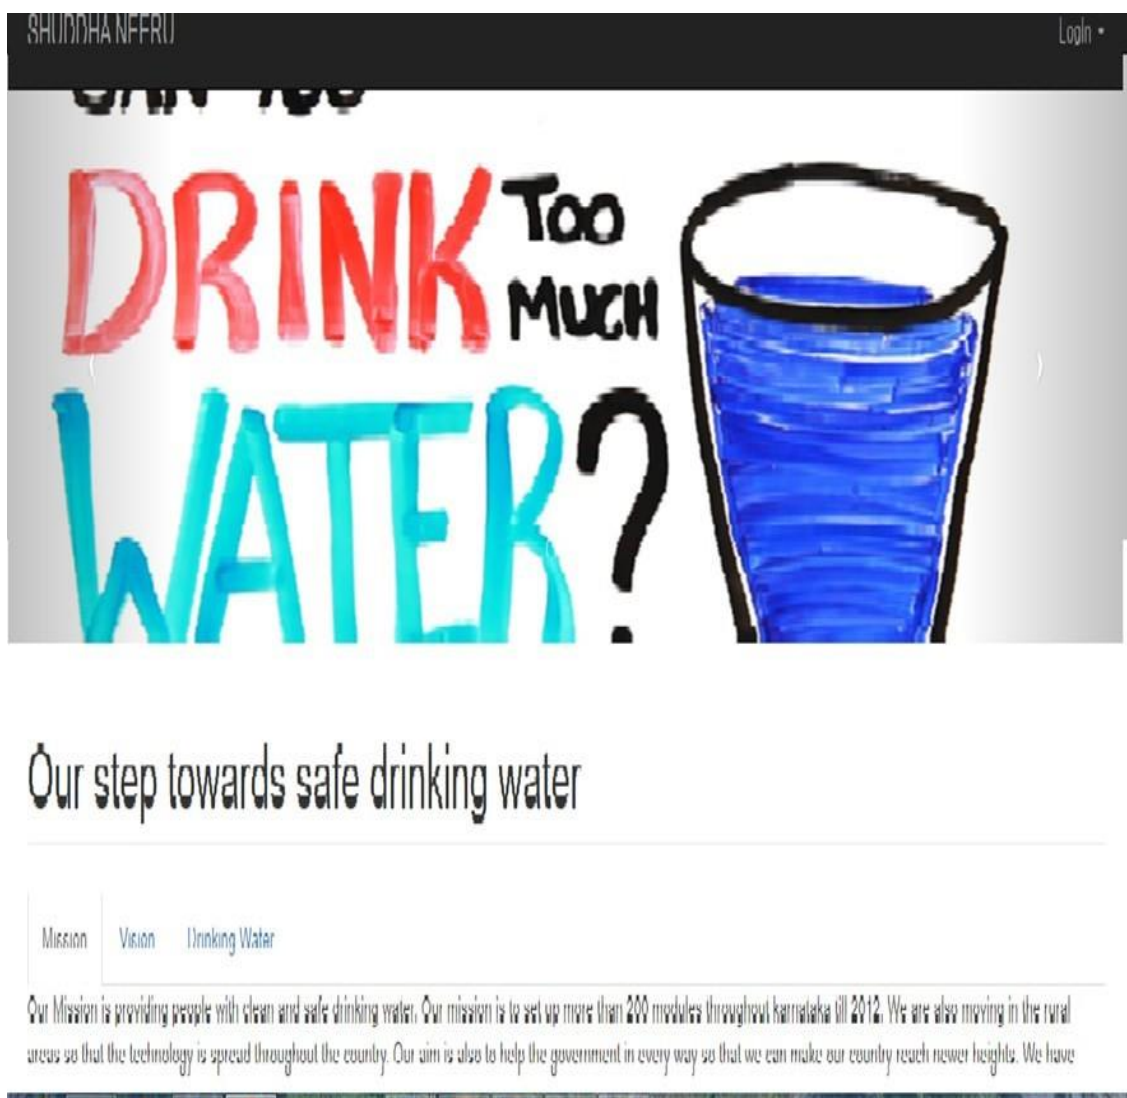 SHUDDHA NEERU
LogIn
CAN YOU
DRINK TOO MUCH
WATER?
Our step towards safe drinking water
Mission Vision Drinking Water
Our Mission is providing people with clean and safe drinking water. Our mission is to set up more than 200 modules throughout karnataka till 2012. We are also moving in the rural
areas so that the technology is spread throughout the country. Our aim is also to help the government in every way so that we can make our country reach newer heights. We have